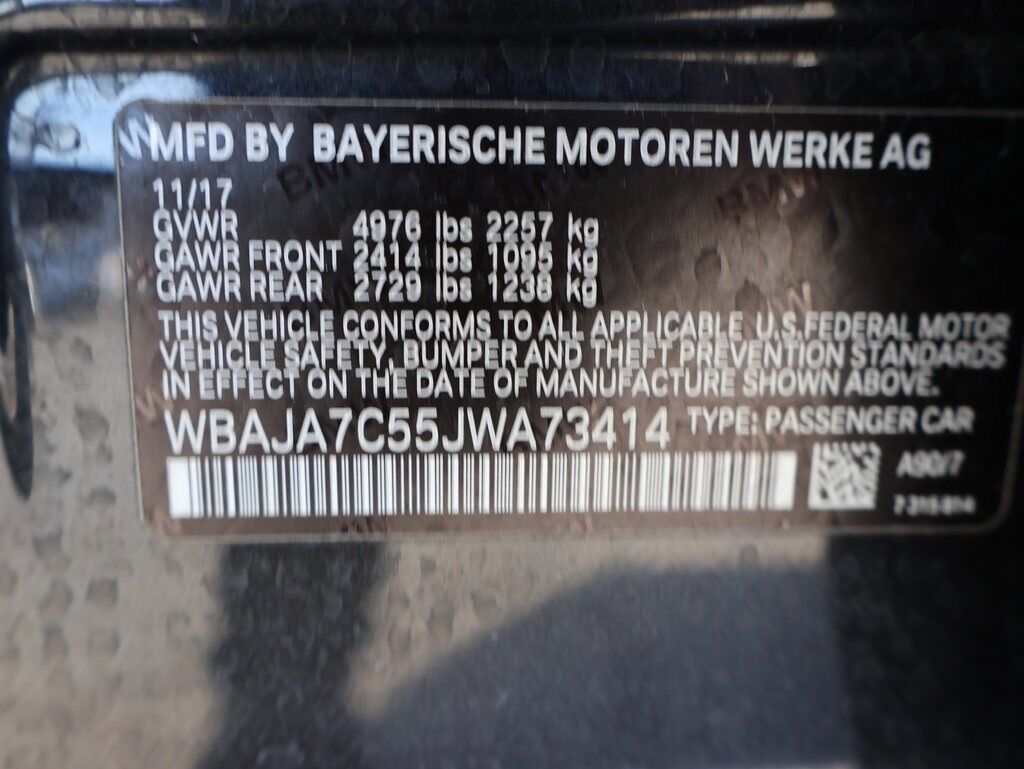 MFD BY BAYERISCHE MOTOREN WERKE AG
11/17
GVWR 4976 lbs 2257 kg
GAWR FRONT 2414 lbs 1095 kg
GAWR REAR 2729 lbs 1238 kg
THIS VEHICLE CONFORMS TO ALL APPLICABLE U.S. FEDERAL MOTOR
VEHICLE SAFETY, BUMPER AND THEFT PREVENTION STANDARDS
IN EFFECT ON THE DATE OF MANUFACTURE SHOWN ABOVE.
WBAJA7C55JWA73414 TYPE: PASSENGER CAR
A90/7